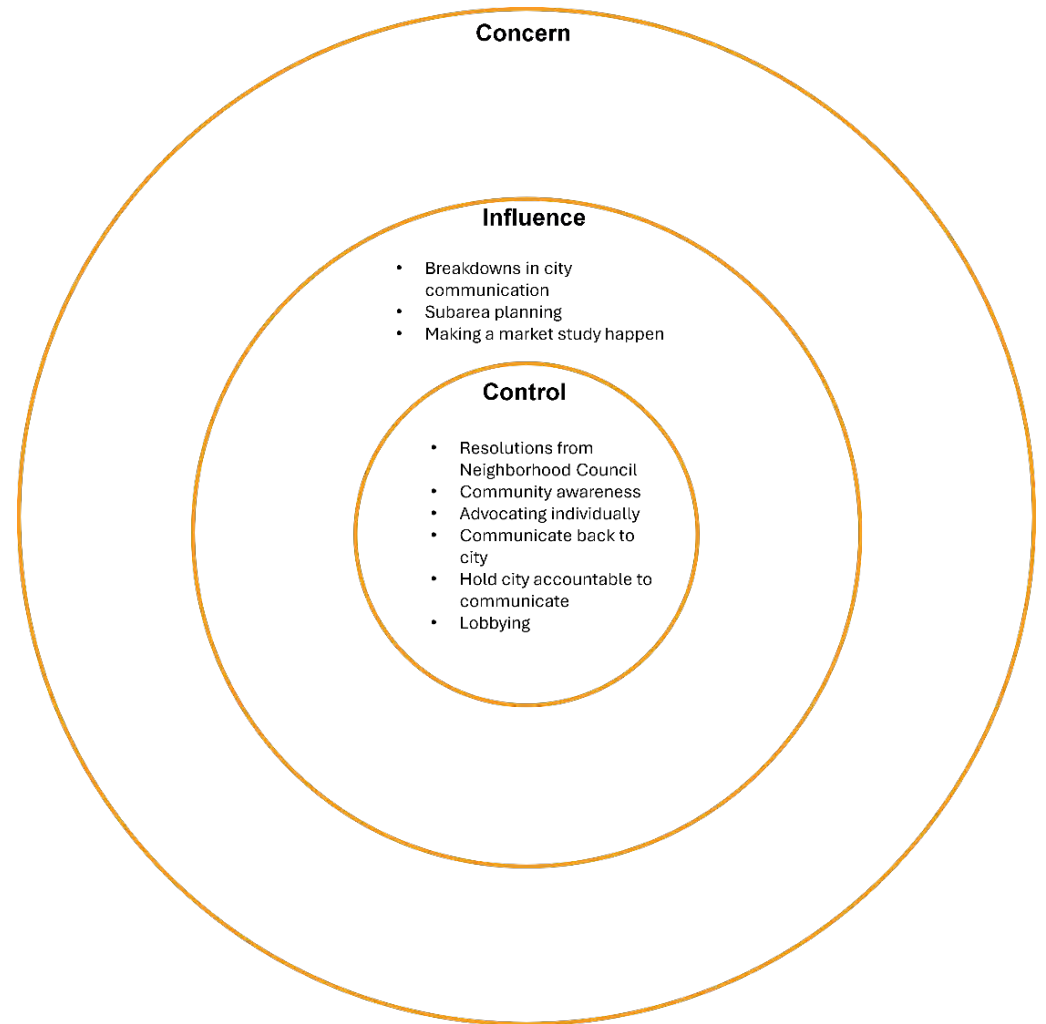 Concern
Influence
• Breakdowns in city
communication
• Subarea planning
• Making a market study happen
Control
• Resolutions from
Neighborhood Council
• Community awareness
• Advocating individually
• Communicate back to
city
• Hold city accountable to
communicate
• Lobbying